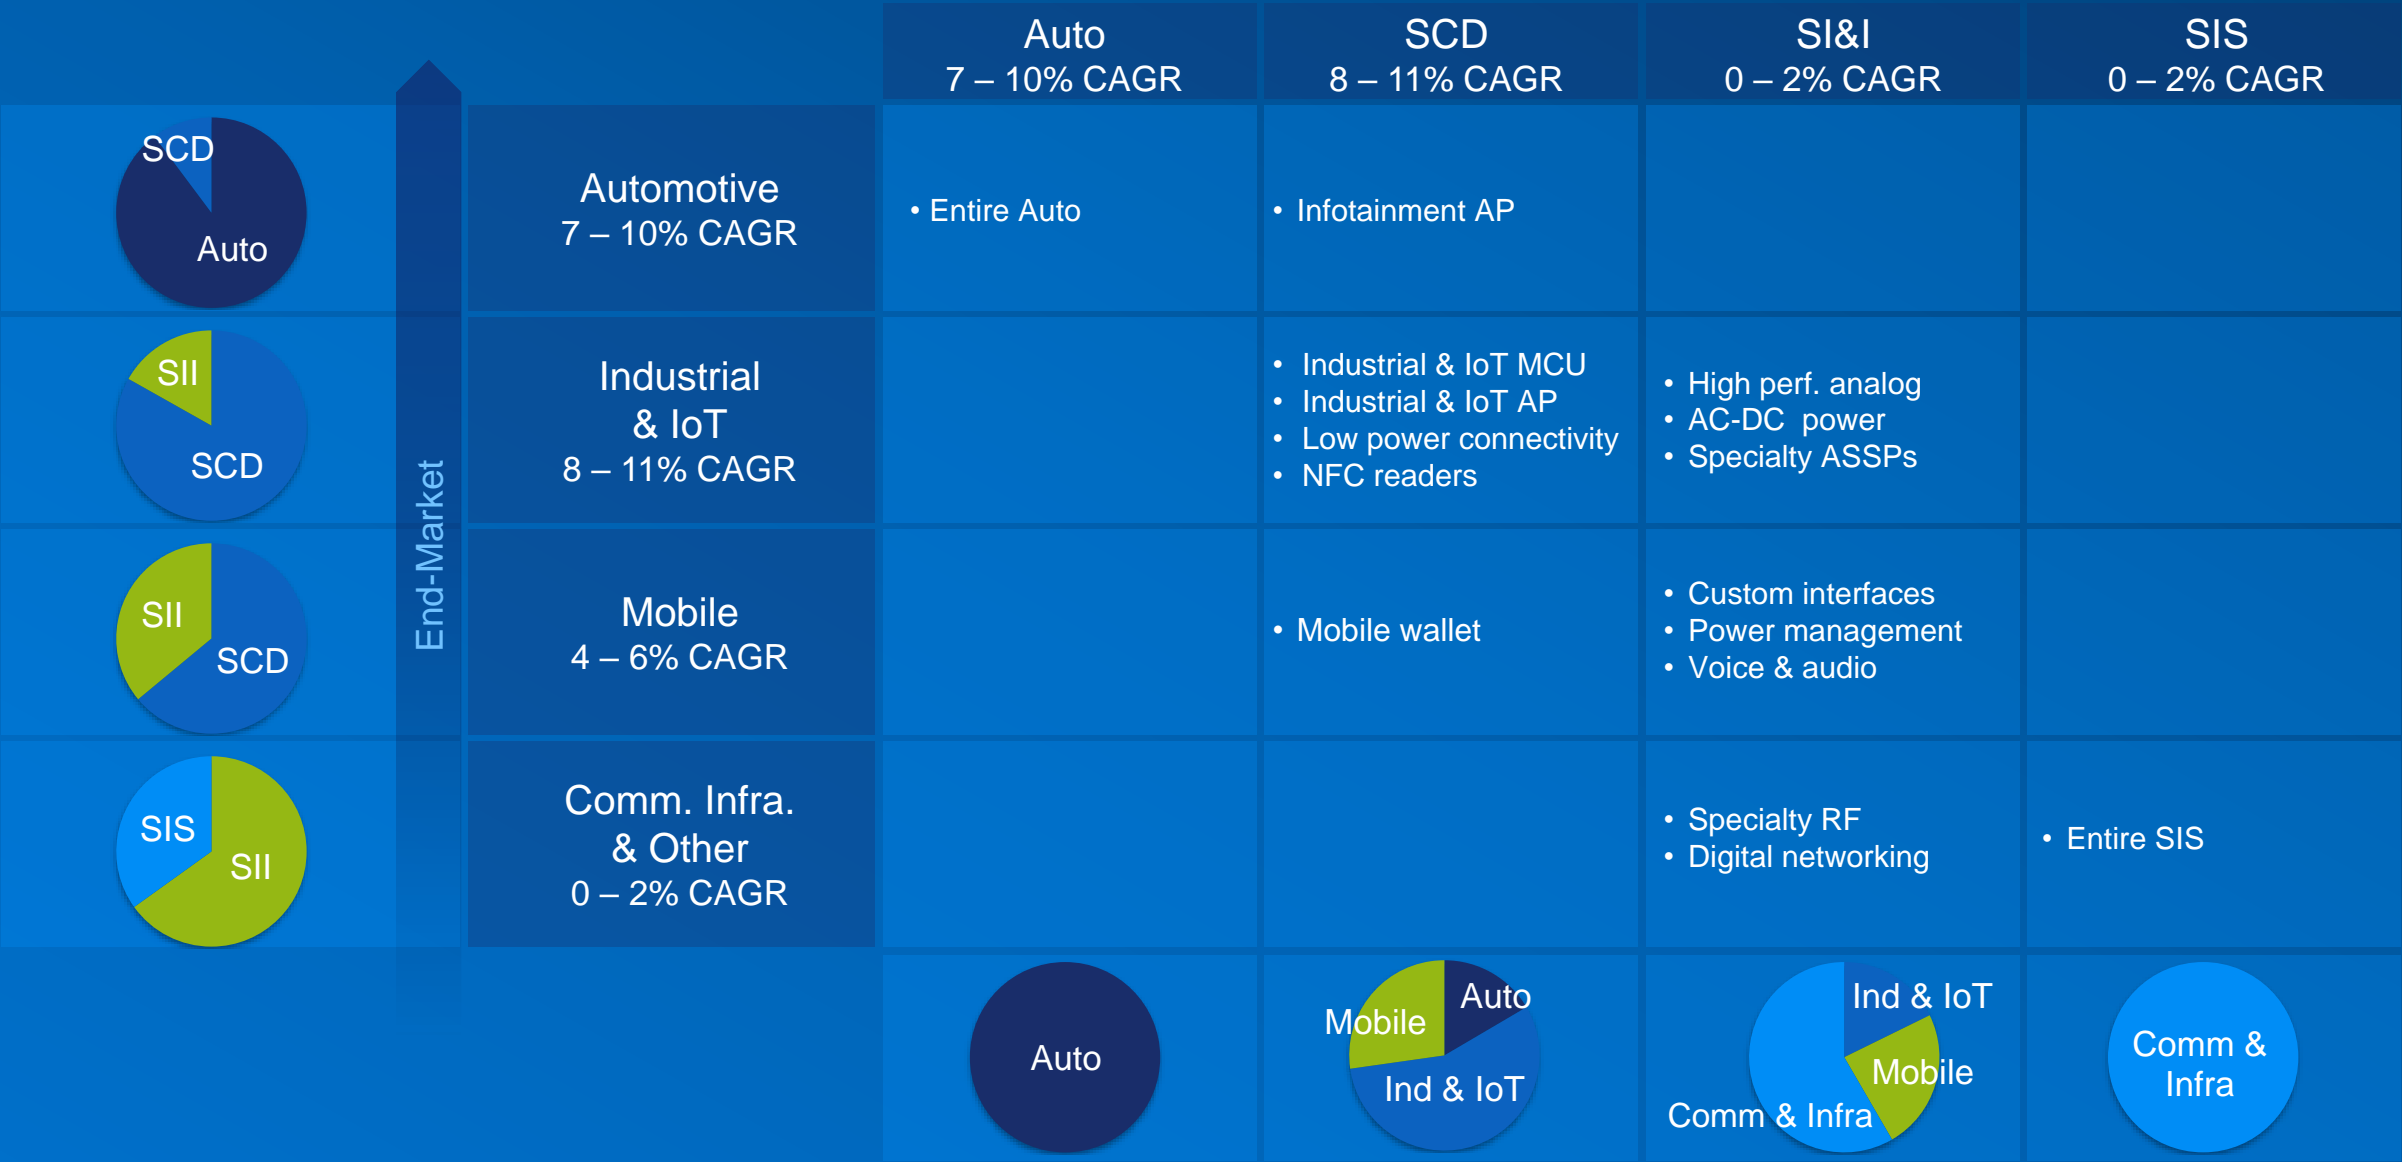 Auto
7 – 10% CAGR
SCD
8 – 11% CAGR
SI&I
0 – 2% CAGR
SIS
0 – 2% CAGR
End-Market
SCD
Auto
Automotive
7 – 10% CAGR
• Entire Auto
• Infotainment AP
SII
SCD
Industrial
& IoT
8 – 11% CAGR
• Industrial & IoT MCU
• Industrial & IoT AP
• Low power connectivity
• NFC readers
• High perf. analog
• AC-DC power
• Specialty ASSPs
SII
SCD
Mobile
4 – 6% CAGR
• Mobile wallet
• Custom interfaces
• Power management
• Voice & audio
SIS
SII
Comm. Infra.
& Other
0 – 2% CAGR
• Specialty RF
• Digital networking
• Entire SIS
Auto
Mobile
Auto
Ind & IoT
Ind & IoT
Mobile
Comm & Infra
Comm &
Infra